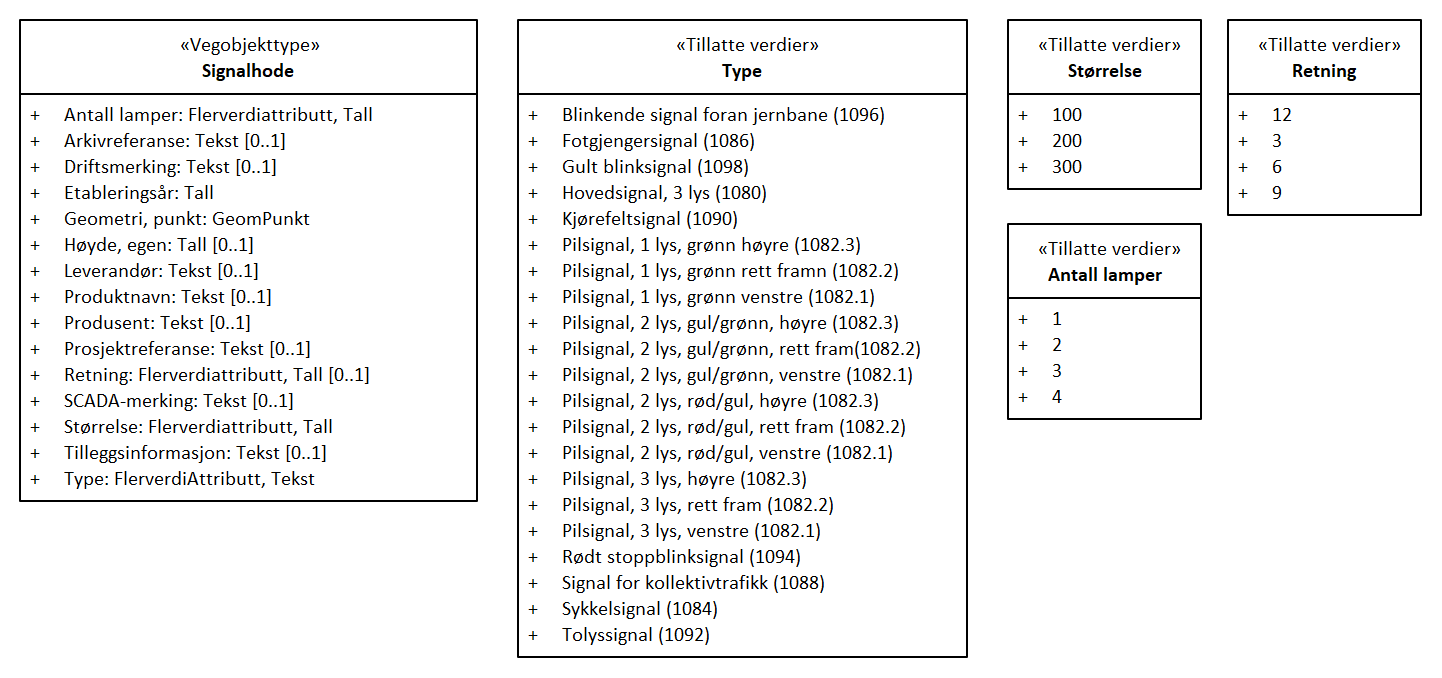 «Vegobjekttype»
Signalhode
+ Antall lamper: Flerverdiattributt, Tall
+ Arkivreferanse: Tekst [0..1]
+ Driftsmerking: Tekst [0..1]
+ Etableringsår: Tall
+ Geometri, punkt: GeomPunkt
+ Høyde, egen: Tall [0..1]
+ Leverandør: Tekst [0..1]
+ Produktnavn: Tekst [0..1]
+ Produsent: Tekst [0..1]
+ Prosjektreferanse: Tekst [0..1]
+ Retning: Flerverdiattributt, Tall [0..1]
+ SCADA-merking: Tekst [0..1]
+ Størrelse: Flerverdiattributt, Tall
+ Tilleggsinformasjon: Tekst [0..1]
+ Type: FlerverdiAttributt, Tekst
«Tillatte verdier»
Type
+ Blinkende signal foran jernbane (1096)
+ Fotgjengersignal (1086)
+ Gult blinksignal (1098)
+ Hovedsignal, 3 lys (1080)
+ Kjørefeltsignal (1090)
+ Pilsignal, 1 lys, grønn høyre (1082.3)
+ Pilsignal, 1 lys, grønn rett framn (1082.2)
+ Pilsignal, 1 lys, grønn venstre (1082.1)
+ Pilsignal, 2 lys, gul/grønn, høyre (1082.3)
+ Pilsignal, 2 lys, gul/grønn, rett fram(1082.2)
+ Pilsignal, 2 lys, gul/grønn, venstre (1082.1)
+ Pilsignal, 2 lys, rød/gul, høyre (1082.3)
+ Pilsignal, 2 lys, rød/gul, rett fram (1082.2)
+ Pilsignal, 2 lys, rød/gul, venstre (1082.1)
+ Pilsignal, 3 lys, høyre (1082.3)
+ Pilsignal, 3 lys, rett fram (1082.2)
+ Pilsignal, 3 lys, venstre (1082.1)
+ Rødt stoppblinksignal (1094)
+ Signal for kollektivtrafikk (1088)
+ Sykkelsignal (1084)
+ Tolyssignal (1092)
«Tillatte verdier»
Størrelse
+ 100
+ 200
+ 300
«Tillatte verdier»
Retning
+ 12
+ 3
+ 6
+ 9
«Tillatte verdier»
Antall lamper
+ 1
+ 2
+ 3
+ 4